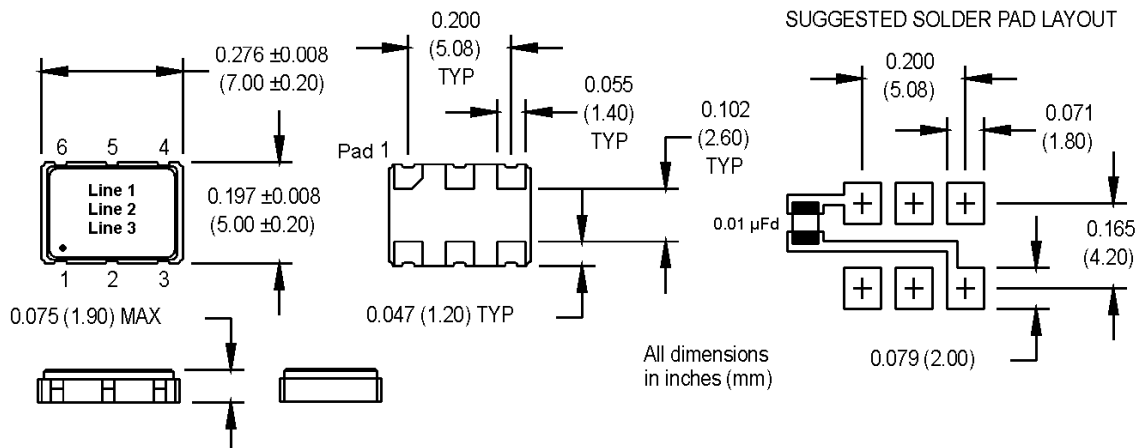 0.276 ±0.008
(7.00 ±0.20)
6 5 4
Line 1
Line 2
Line 3
1 2 3
0.197 ±0.008
(5.00 ±0.20)
0.075 (1.90) MAX
0.200
(5.08)
TYP
0.055
(1.40)
TYP
0.102
(2.60)
TYP
Pad 1
0.047 (1.20) TYP
SUGGESTED SOLDER PAD LAYOUT
0.200
(5.08)
0.071
(1.80)
0.01 µFd
0.165
(4.20)
0.079 (2.00)
All dimensions
in inches (mm)